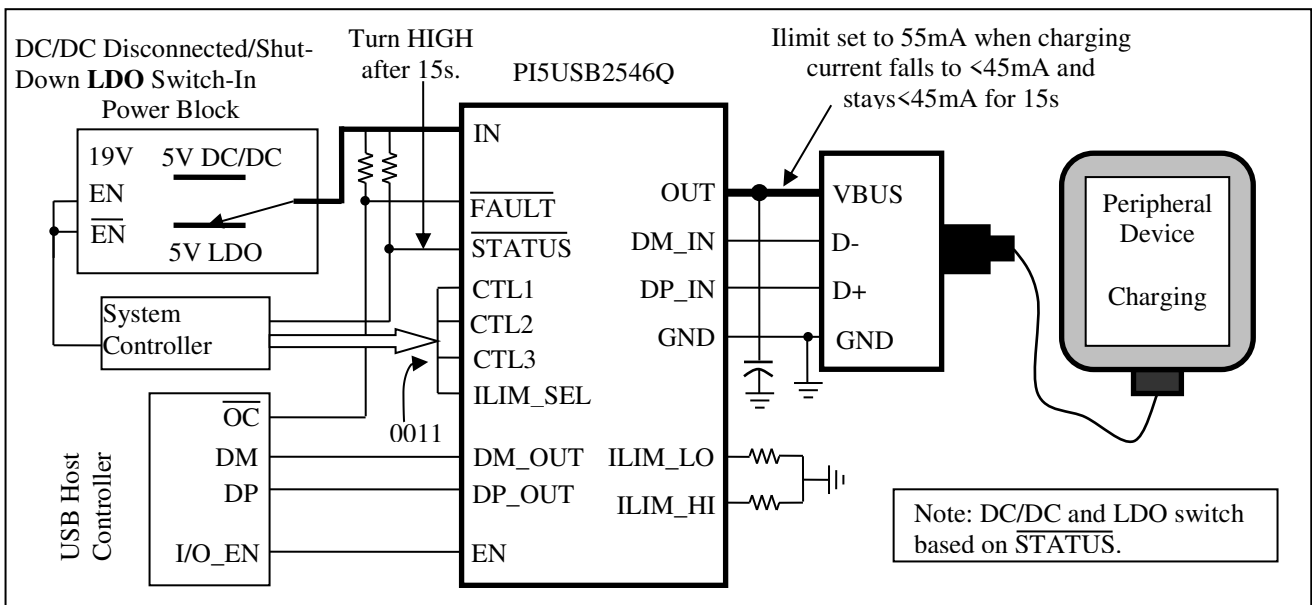 DC/DC Disconnected/Shut-
Down LDO Switch-In
Power Block
Turn HIGH
after 15s.
PI5USB2546Q
Ilimit set to 55mA when charging
current falls to <45mA and
stays<45mA for 15s
19V 5V DC/DC
EN
EN
5V LDO
System
Controller
USB Host
Controller
OC
DM
DP
I/O_EN
IN
FAULT
STATUS
CTL1
CTL2
CTL3
ILIM_SEL
0011
DM_OUT
DP_OUT
EN
OUT
DM_IN
DP_IN
GND
ILIM_LO
ILIM_HI
VBUS
D-
D+
GND
Peripheral
Device
Charging
Note: DC/DC and LDO switch
based on STATUS.